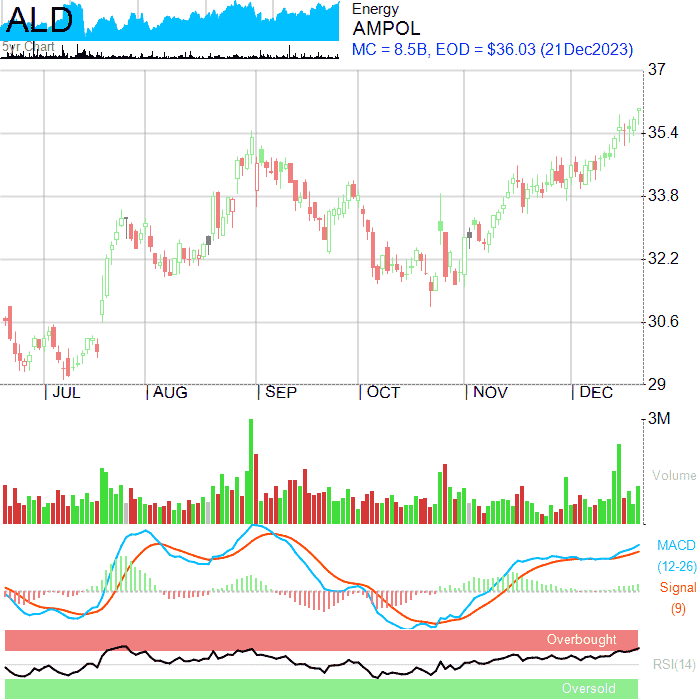 ALD
5yr Chart
Energy
AMPOL
MC = 8.5B, EOD = $36.03 (21Dec2023)
37
35.4
33.8
32.2
30.6
29
JUL AUG SEP OCT NOV DEC
3M
Volume
MACD
(12-26)
Signal
(9)
Overbought
RSI(14)
Oversold